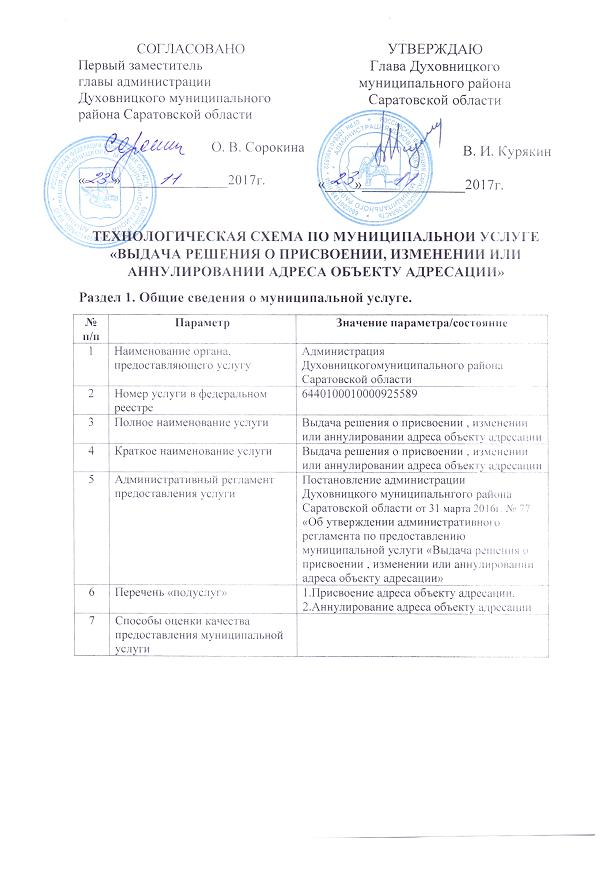 СОГЛАСОВАНО
Первый заместитель
главы администрации
Духовницкого муниципального
района Саратовской области
О. В. Сорокина
«23» 11 2017г.
УТВЕРЖДАЮ
Глава Духовницкого
муниципального района
Саратовской области
В. И. Курякин
«23» 11 2017г.
ТЕХНОЛОГИЧЕСКАЯ СХЕМА ПО МУНИЦИПАЛЬНОЙ УСЛУГЕ
«ВЫДАЧА РЕШЕНИЯ О ПРИСВОЕНИИ, ИЗМЕНЕНИИ ИЛИ
АННУЛИРОВАНИИ АДРЕСА ОБЪЕКТУ АДРЕСАЦИИ»
Раздел 1. Общие сведения о муниципальной услуге.
№
п/п
Параметр
Значение параметра/состояние
1
Наименование органа,
предоставляющего услугу
Администрация
Духовницкогомуниципального района
Саратовской области
2
Номер услуги в федеральном
реестре
6440100010000925589
3
Полное наименование услуги
Выдача решения о присвоении , изменении
или аннулировании адреса объекту адресации
4
Краткое наименование услуги
Выдача решения о присвоении , изменении
или аннулировании адреса объекту адресации
5
Административный регламент
предоставления услуги
Постановление администрации
Духовницкого муниципальнгого района
Саратовской области от 31 марта 2016г. № 77
«Об утверждении административного
регламента по предоставлению
муниципальной услуги «Выдача решения о
присвоении , изменении или аннулировании
адреса объекту адресации»
6
Перечень «подуслуг»
1.Присвоение адреса объекту адресации.
2.Аннулирование адреса объекту адресации
7
Способы оценки качества
предоставления муниципальной
услуги